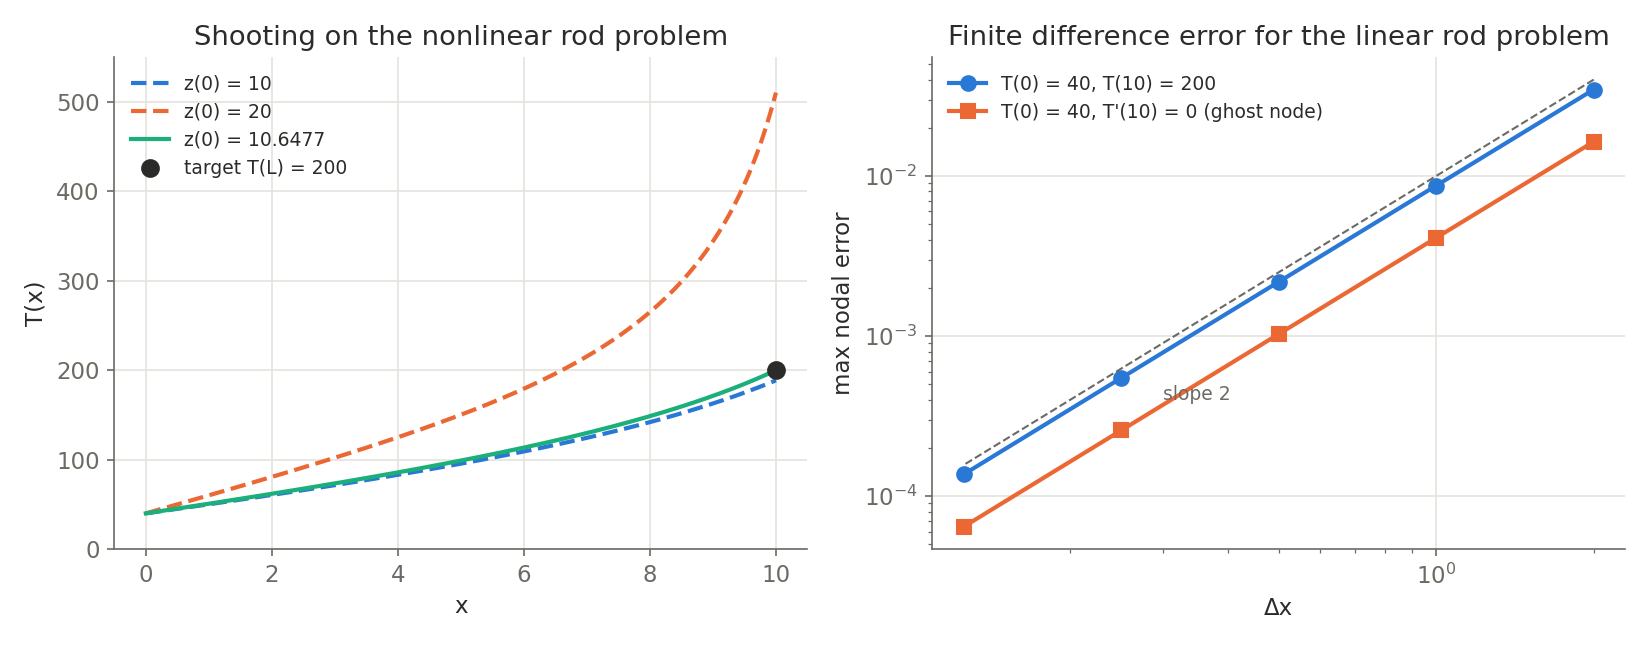 Shooting on the nonlinear rod problem
z(0) = 10
z(0) = 20
z(0) = 10.6477
target T(L) = 200
T(x)
500
400
300
200
100
0
0 2 4 6 8 10
x
Finite difference error for the linear rod problem
T(0) = 40, T(10) = 200
T(0) = 40, T'(10) = 0 (ghost node)
max nodal error
10⁻²
10⁻³
10⁻⁴
slope 2
10⁰
Δx